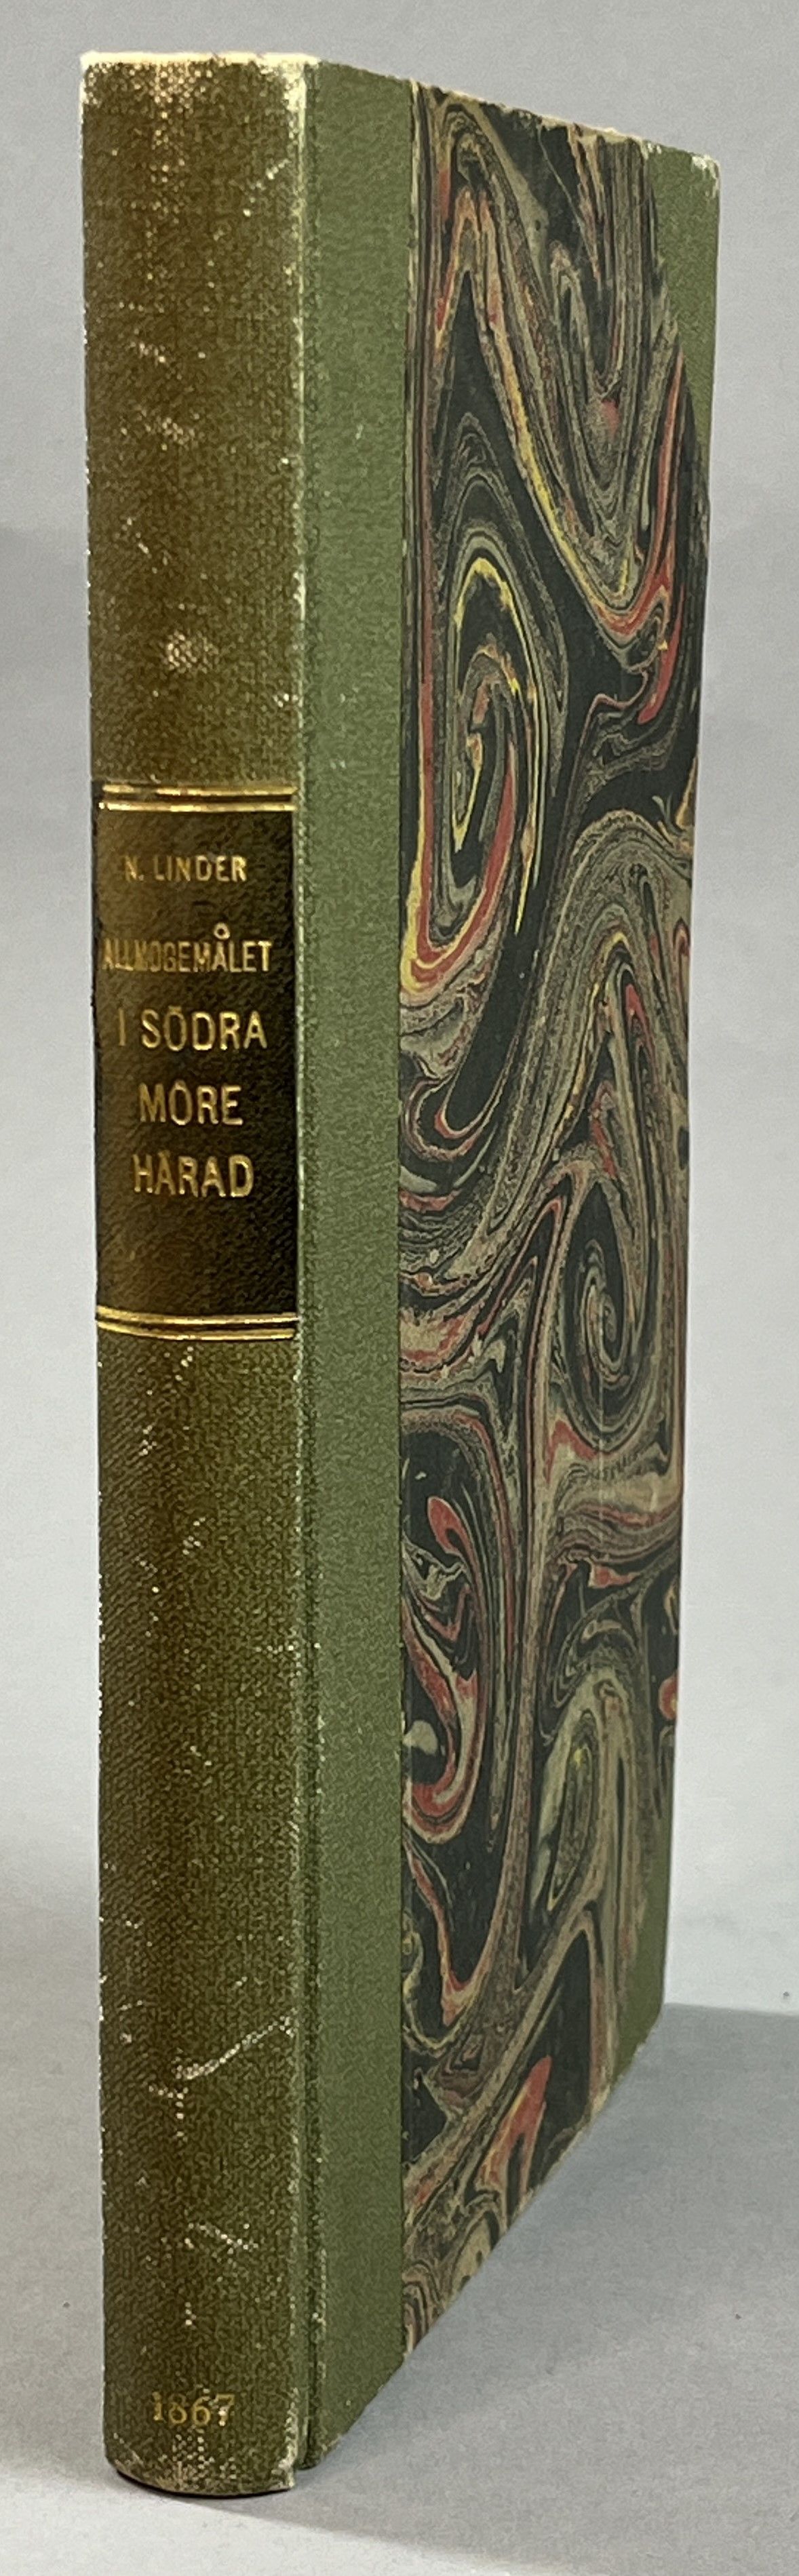 N. LINDER
ALLMOGEMÅLET
I SÖDRA
MÖRE
HÄRAD
1867